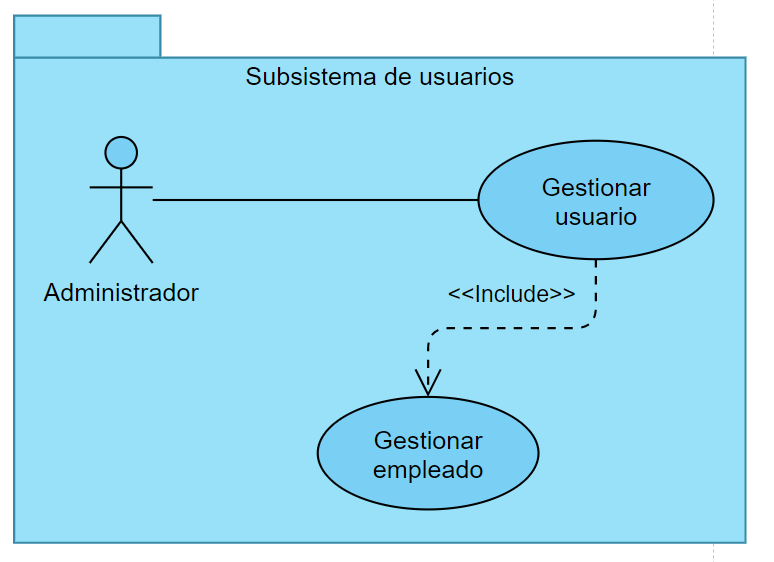 Subsistema de usuarios
Gestionar
usuario
Administrador
<<Include>>
Gestionar
empleado